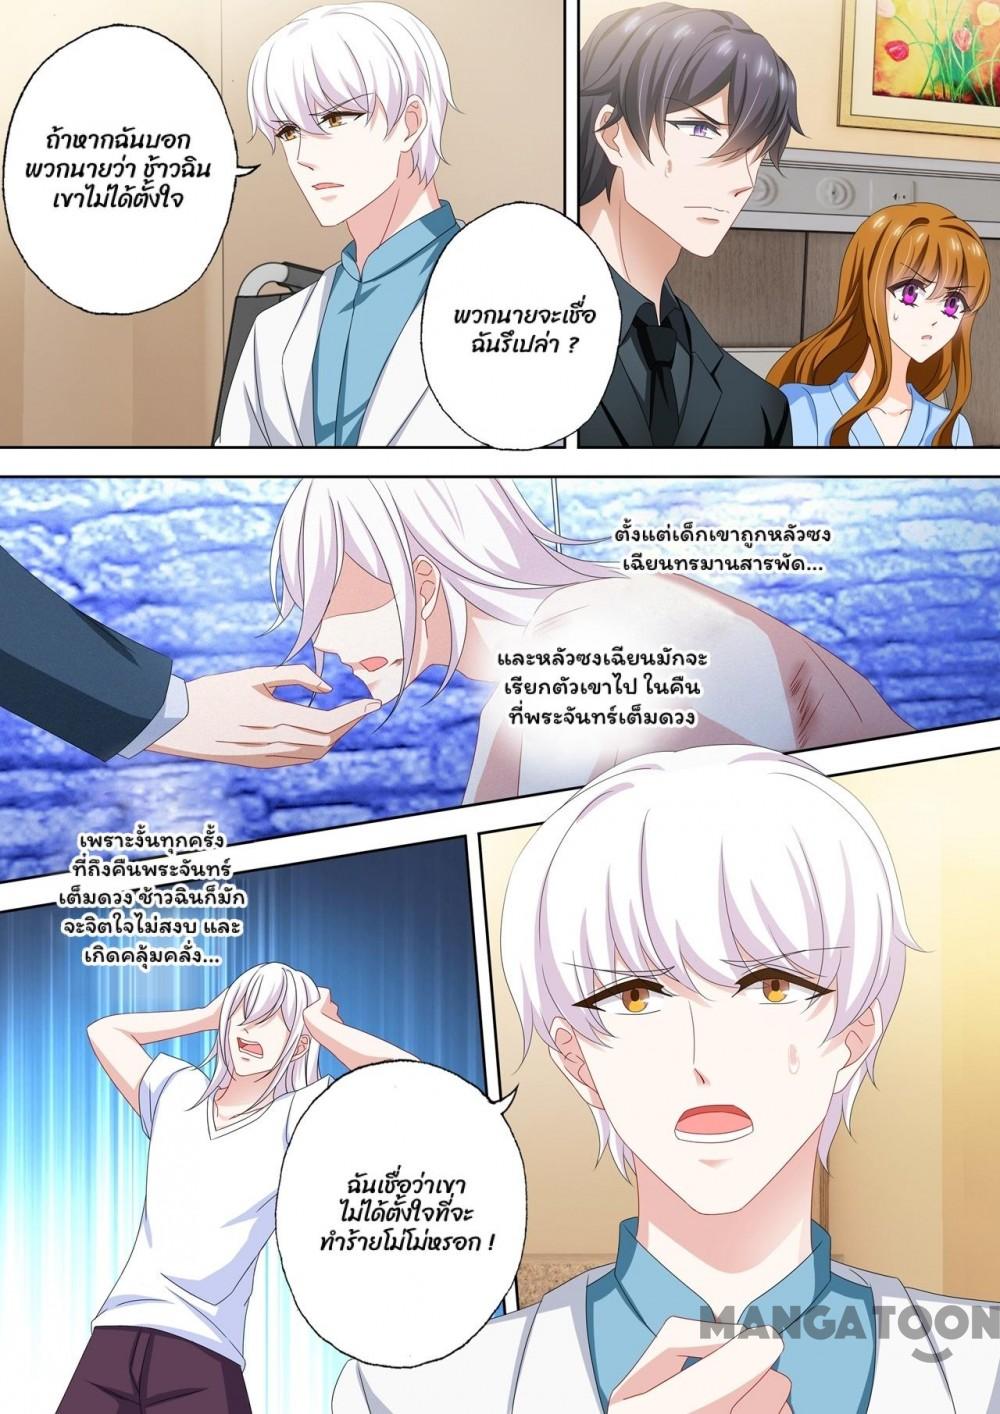 ถ้าหากฉันบอก
พวกนายว่า ช้าวฉิน
เขาไม่ได้ตั้งใจ
พวกนายจะเชื่อ
ฉันรึเปล่า ?
ตั้งแต่เด็กเขาถูกหลัวซง
เฉียนทรมานสารพัด...
และหลัวซงเฉียนมักจะ
เรียกตัวเขาไป ในคืน
ที่พระจันทร์เต็มดวง
เพราะงั้นทุกครั้ง
ที่ถึงคืนพระจันทร์
เต็มดวง ช้าวฉินก็มัก
จะจิตใจไม่สงบ และ
เกิดคลุ้มคลั่ง...
ฉันเชื่อว่าเขา
ไม่ได้ตั้งใจที่จะ
ทำร้ายโม่โม่หรอก !
MANGATOON